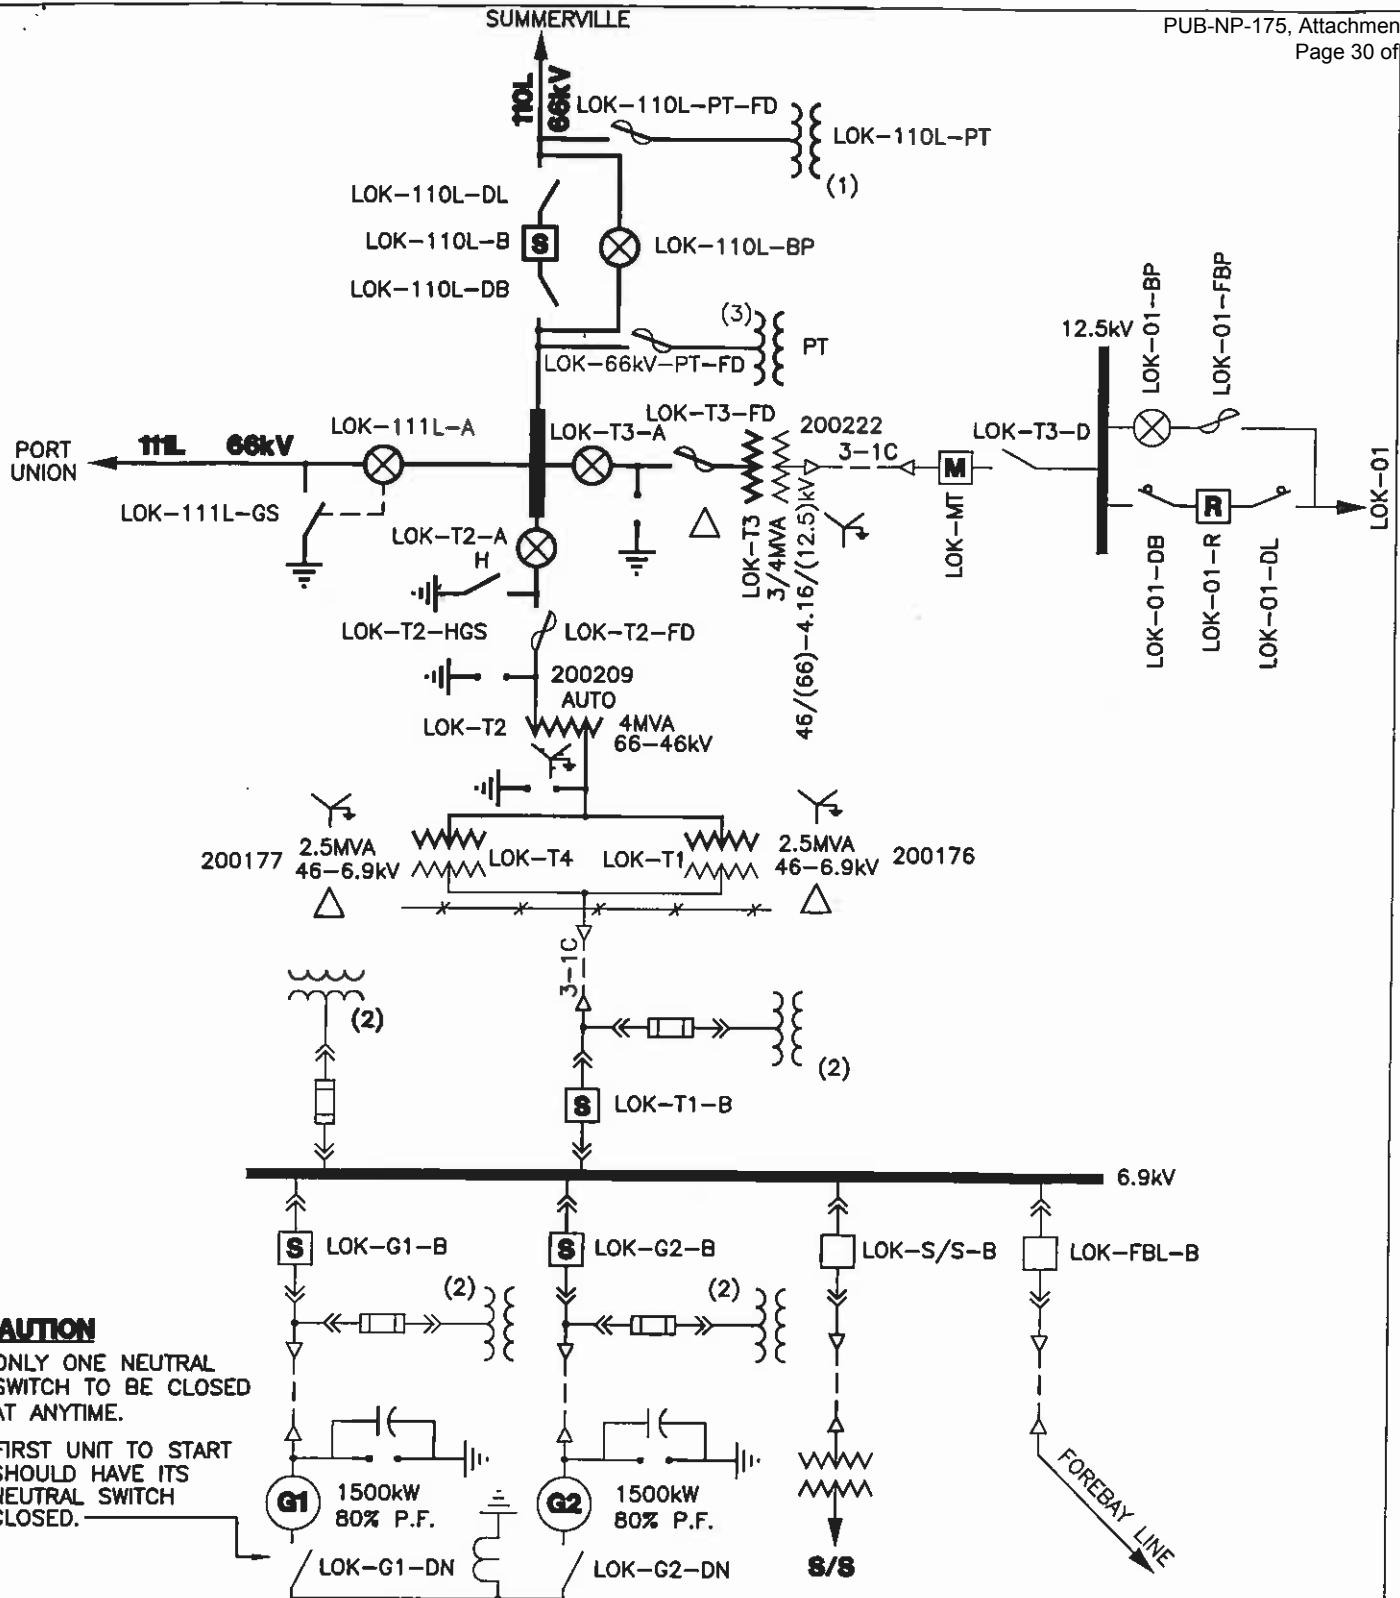 SUMMERVILLE
PUB-NP-175, Attachmen
Page 30 of
110L
66kV
LOK-110L-PT-FD
LOK-110L-PT
(1)
LOK-110L-DL
LOK-110L-B
S
LOK-110L-BP
LOK-110L-DB
(3)
PT
LOK-66kV-PT-FD
12.5kV
LOK-01-BP
LOK-01-FBP
LOK-T3-FD
LOK-111L-A
LOK-T3-A
200222
LOK-T3-D
PORT
UNION
111L
66kV
3-1C
M
LOK-MT
R
LOK-01
LOK-111L-GS
LOK-T3
3/4MVA
46/(66)-4.16/(12.5)kV
LOK-01-DB
LOK-01-R
LOK-01-DL
LOK-T2-A
H
LOK-T2-HGS
LOK-T2-FD
200209
AUTO
LOK-T2
4MVA
66-46kV
200177
2.5MVA
46-6.9kV
LOK-T4
LOK-T1
2.5MVA
46-6.9kV
200176
3-1C
(2)
(2)
S
LOK-T1-B
6.9kV
S
LOK-G1-B
S
LOK-G2-B
LOK-S/S-B
LOK-FBL-B
(2)
(2)
AUTION
ONLY ONE NEUTRAL
SWITCH TO BE CLOSED
AT ANYTIME.
FIRST UNIT TO START
SHOULD HAVE ITS
NEUTRAL SWITCH
CLOSED.
G1
1500kW
80% P.F.
G2
1500kW
80% P.F.
LOK-G1-DN
LOK-G2-DN
S/S
FOREBAY LINE